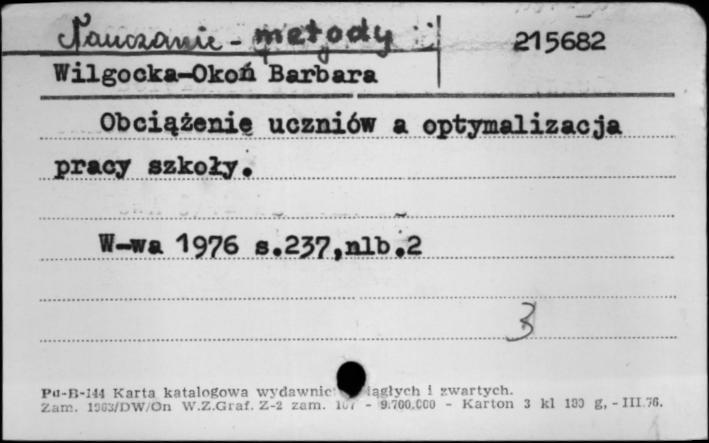 Nauczanie - metody
215682
Wilgocka-Okoń Barbara
Obciążenie uczniów a optymalizacja
pracy szkoły.
W-wa 1976 s.237,nlb.2
3
Pu-B-144 Karta katalogowa wydawnic ciągłych i zwartych.
Zam. 1963/DW/On W.Z.Graf. Z-2 zam. - 9.700.000 - Karton 3 kl 180 g, - III.76.